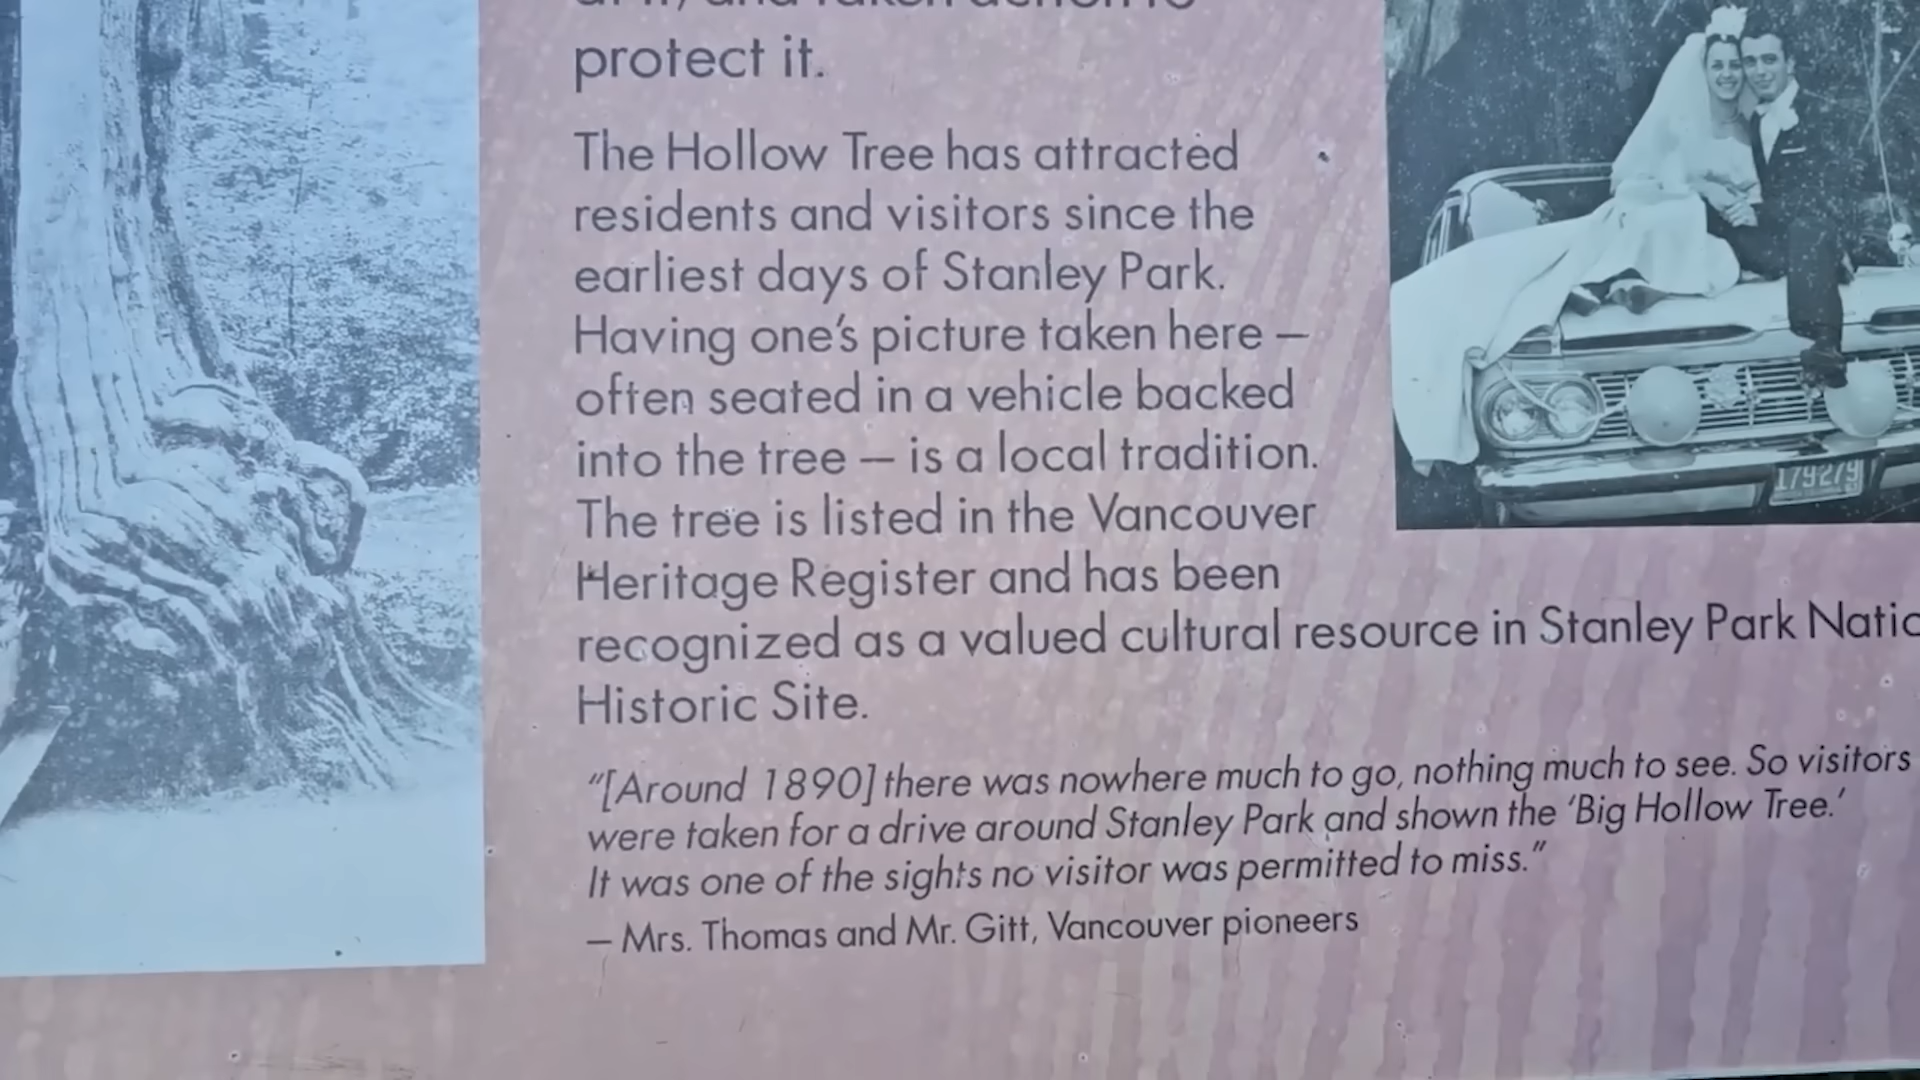 protect it.
The Hollow Tree has attracted
residents and visitors since the
earliest days of Stanley Park.
Having one's picture taken here –
often seated in a vehicle backed
into the tree – is a local tradition.
The tree is listed in the Vancouver
Heritage Register and has been
recognized as a valued cultural resource in Stanley Park
Historic Site.
"[Around 1890] there was nowhere much to go, nothing much to see. So visitors
were taken for a drive around Stanley Park and shown the 'Big Hollow Tree.'
It was one of the sights no visitor was permitted to miss."
– Mrs. Thomas and Mr. Gitt, Vancouver pioneers
179279